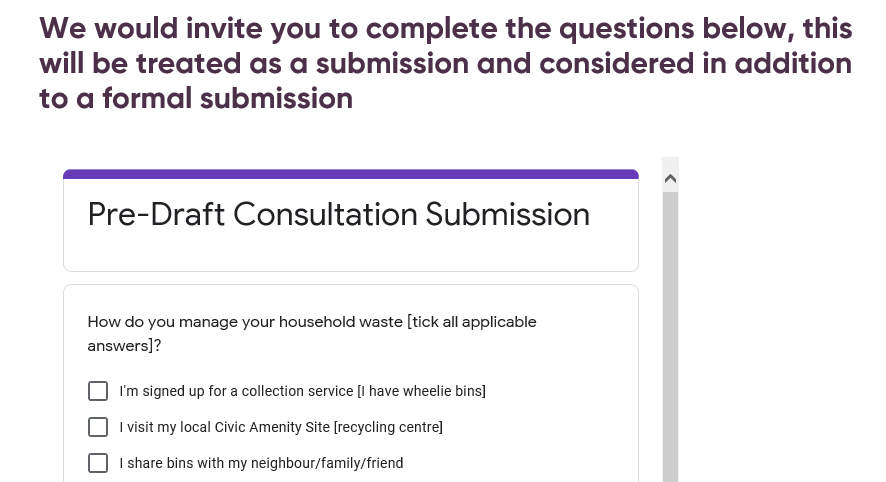 We would invite you to complete the questions below, this
will be treated as a submission and considered in addition
to a formal submission
Pre-Draft Consultation Submission
How do you manage your household waste [tick all applicable
answers]?
I'm signed up for a collection service [I have wheelie bins]
I visit my local Civic Amenity Site [recycling centre]
I share bins with my neighbour/family/friend